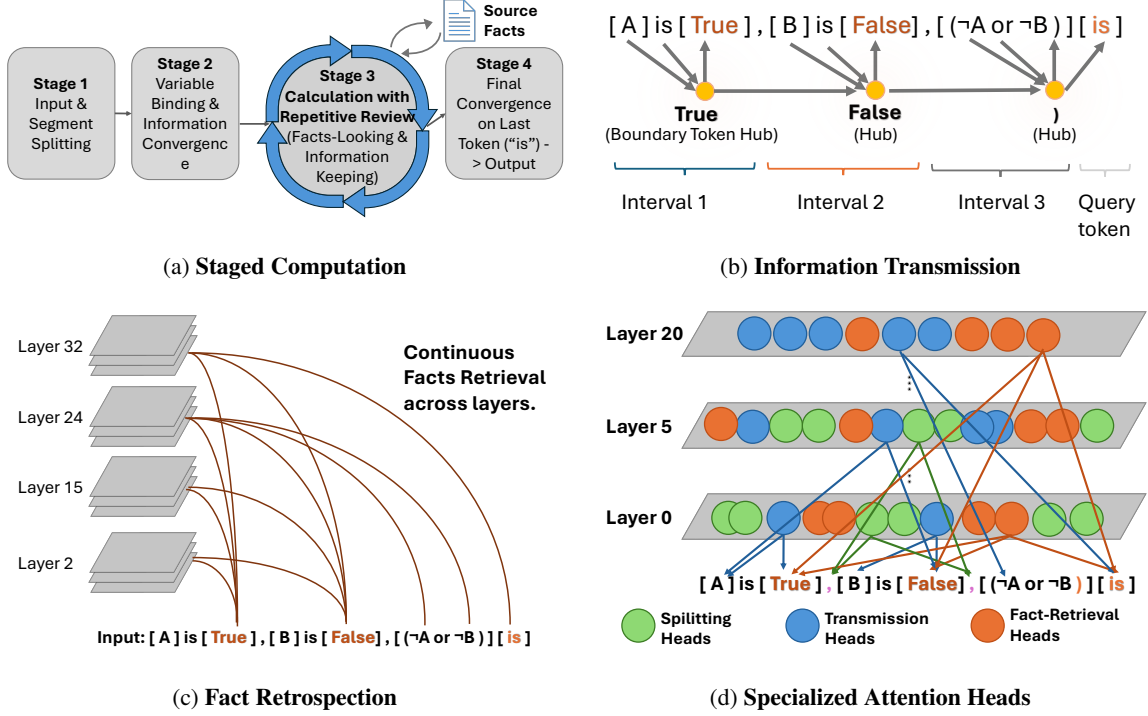 Source
Facts
Stage 1
Input &
Segment
Splitting
Stage 2
Variable
Binding &
Information
Convergenc
e
Stage 3
Calculation with
Repetitive Review
(Facts-Looking &
Information
Keeping)
Stage 4
Final
Convergence
on Last
Token (“is”) -
> Output
(a) Staged Computation
[ A ] is [ True ] , [ B ] is [ False] , [ (¬A or ¬B ) ] [ is ]
True
(Boundary Token Hub)
False
(Hub)
)
(Hub)
Interval 1
Interval 2
Interval 3
Query
token
(b) Information Transmission
Layer 32
Layer 24
Layer 15
Layer 2
Continuous
Facts Retrieval
across layers.
Input: [ A ] is [ True ] , [ B ] is [ False] , [ (¬A or ¬B ) ] [ is ]
(c) Fact Retrospection
Layer 20
Layer 5
Layer 0
[ A ] is [ True ] , [ B ] is [ False] , [ (¬A or ¬B ) ] [ is ]
Spilitting
Heads
Transmission
Heads
Fact-Retrieval
Heads
(d) Specialized Attention Heads